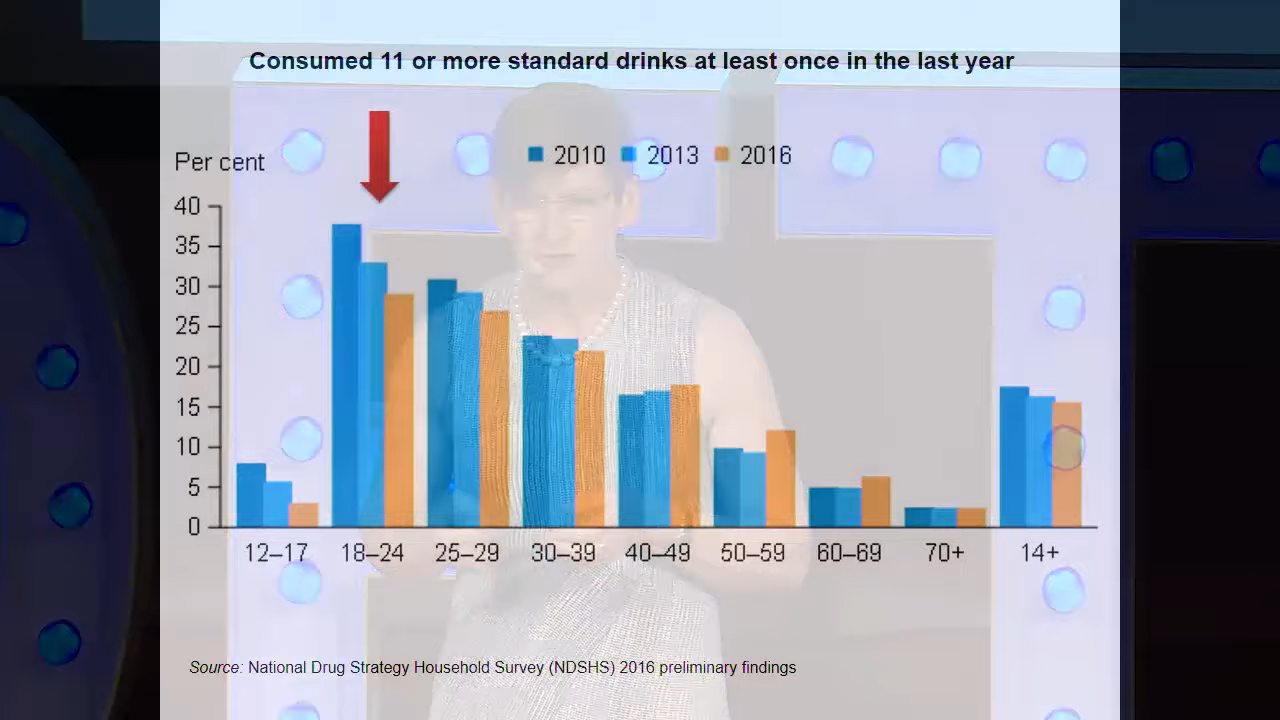 Consumed 11 or more standard drinks at least once in the last year
Per cent
2010 2013 2016
40
35
30
25
20
15
10
5
0
12–17 18–24 25–29 30–39 40–49 50–59 60–69 70+ 14+
Source: National Drug Strategy Household Survey (NDSHS) 2016 preliminary findings